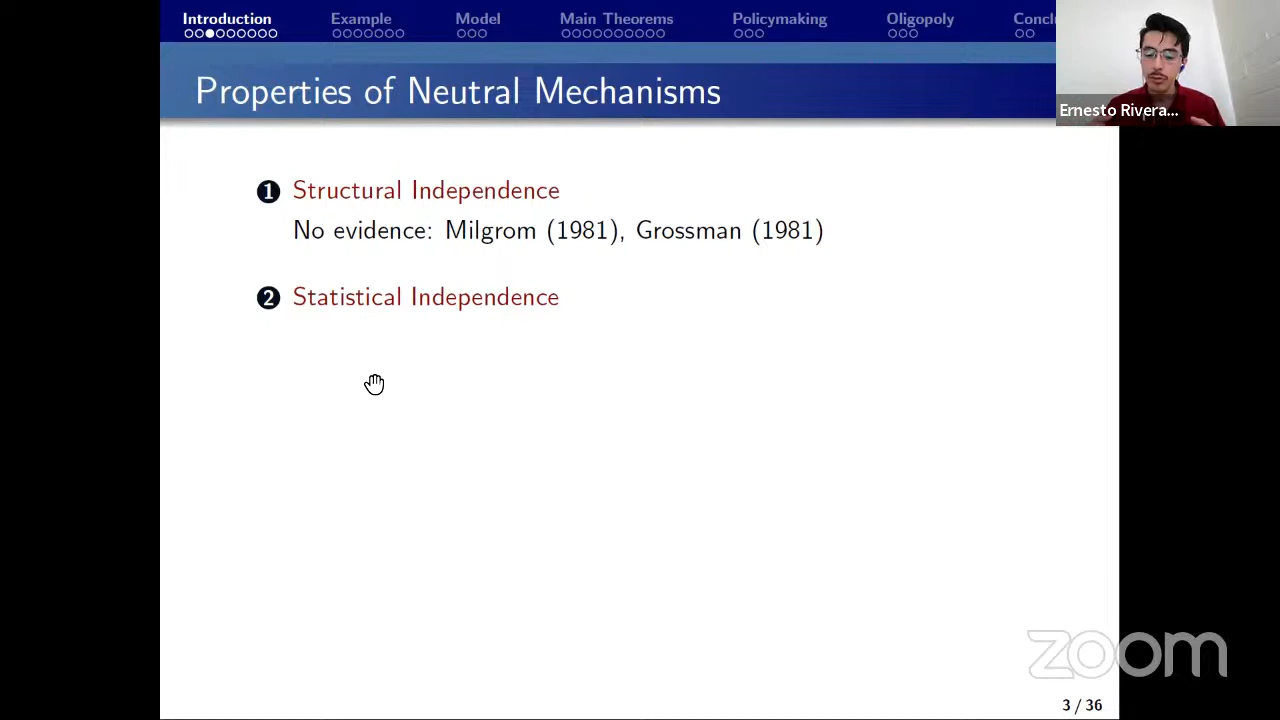 Introduction Example Model Main Theorems Policymaking Oligopoly Conclu
Properties of Neutral Mechanisms
Ernesto Rivera...
1 Structural Independence
No evidence: Milgrom (1981), Grossman (1981)
2 Statistical Independence
zoom
3 / 36